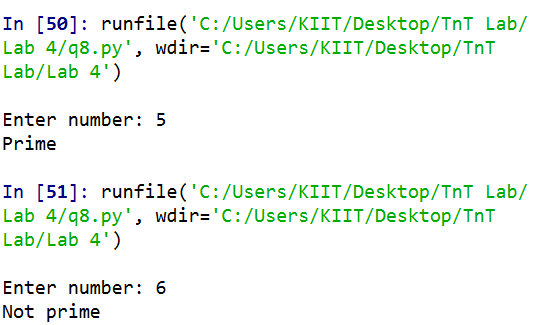 In [50]: runfile('C:/Users/KIIT/Desktop/TnT Lab/
Lab 4/q8.py', wdir='C:/Users/KIIT/Desktop/TnT
Lab/Lab 4')
Enter number: 5
Prime
In [51]: runfile('C:/Users/KIIT/Desktop/TnT Lab/
Lab 4/q8.py', wdir='C:/Users/KIIT/Desktop/TnT
Lab/Lab 4')
Enter number: 6
Not prime